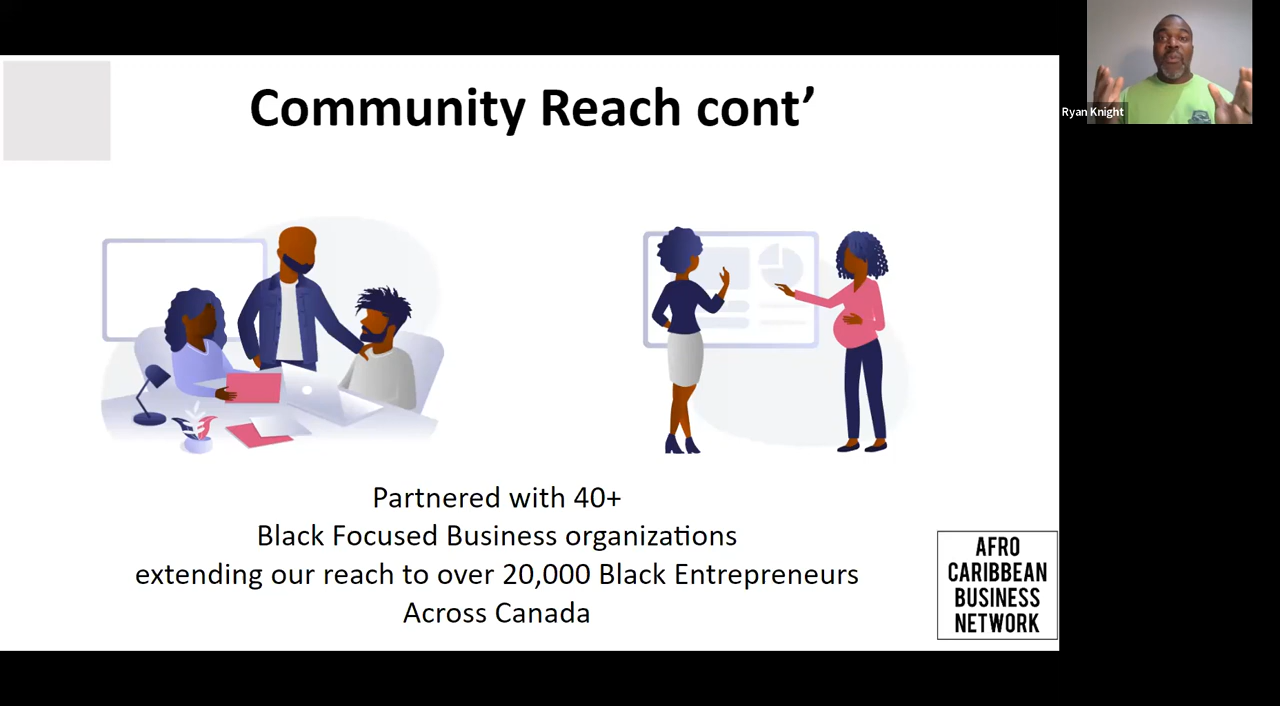 Community Reach cont’
Ryan Knight
Partnered with 40+
Black Focused Business organizations
extending our reach to over 20,000 Black Entrepreneurs
Across Canada
AFRO
CARIBBEAN
BUSINESS
NETWORK